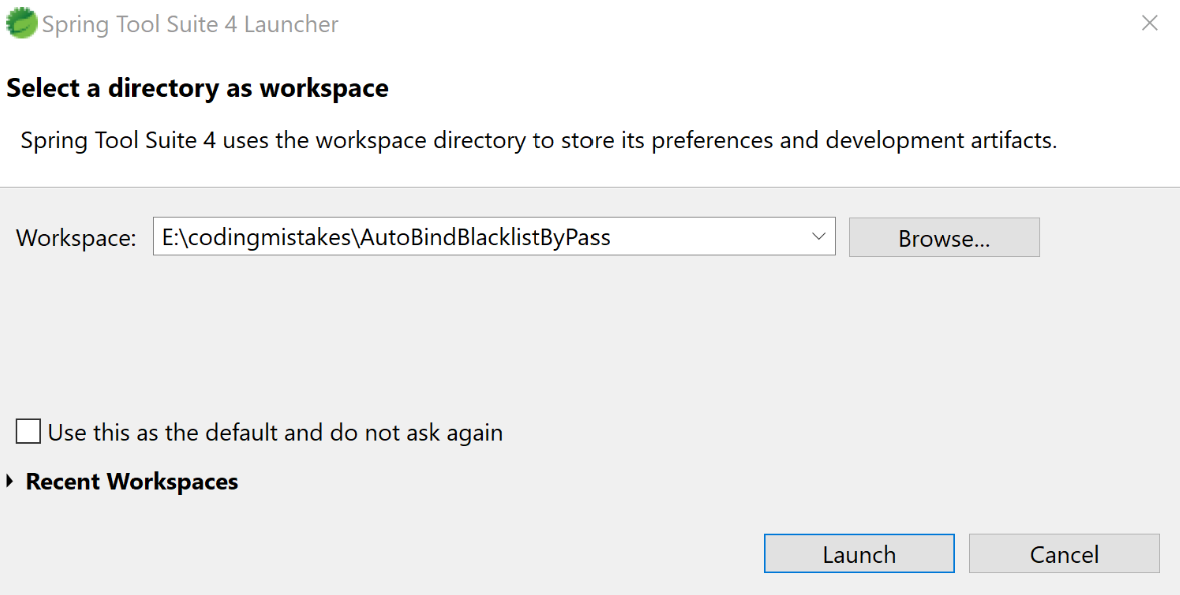 Spring Tool Suite 4 Launcher
Select a directory as workspace
Spring Tool Suite 4 uses the workspace directory to store its preferences and development artifacts.
Workspace: E:\codingmistakes\AutoBindBlacklistByPass Browse...
Use this as the default and do not ask again
Recent Workspaces
Launch Cancel